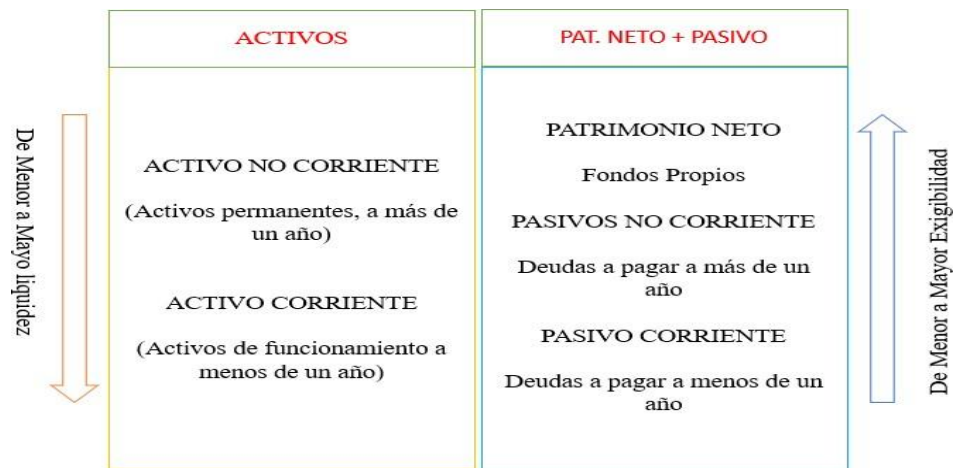 ACTIVOS
PAT. NETO + PASIVO
De Menor a Mayo liquidez
ACTIVO NO CORRIENTE
(Activos permanentes, a más de
un año)
ACTIVO CORRIENTE
(Activos de funcionamiento a
menos de un año)
PATRIMONIO NETO
Fondos Propios
PASIVOS NO CORRIENTE
Deudas a pagar a más de un
año
PASIVO CORRIENTE
Deudas a pagar a menos de un
año
De Menor a Mayor Exigibilidad